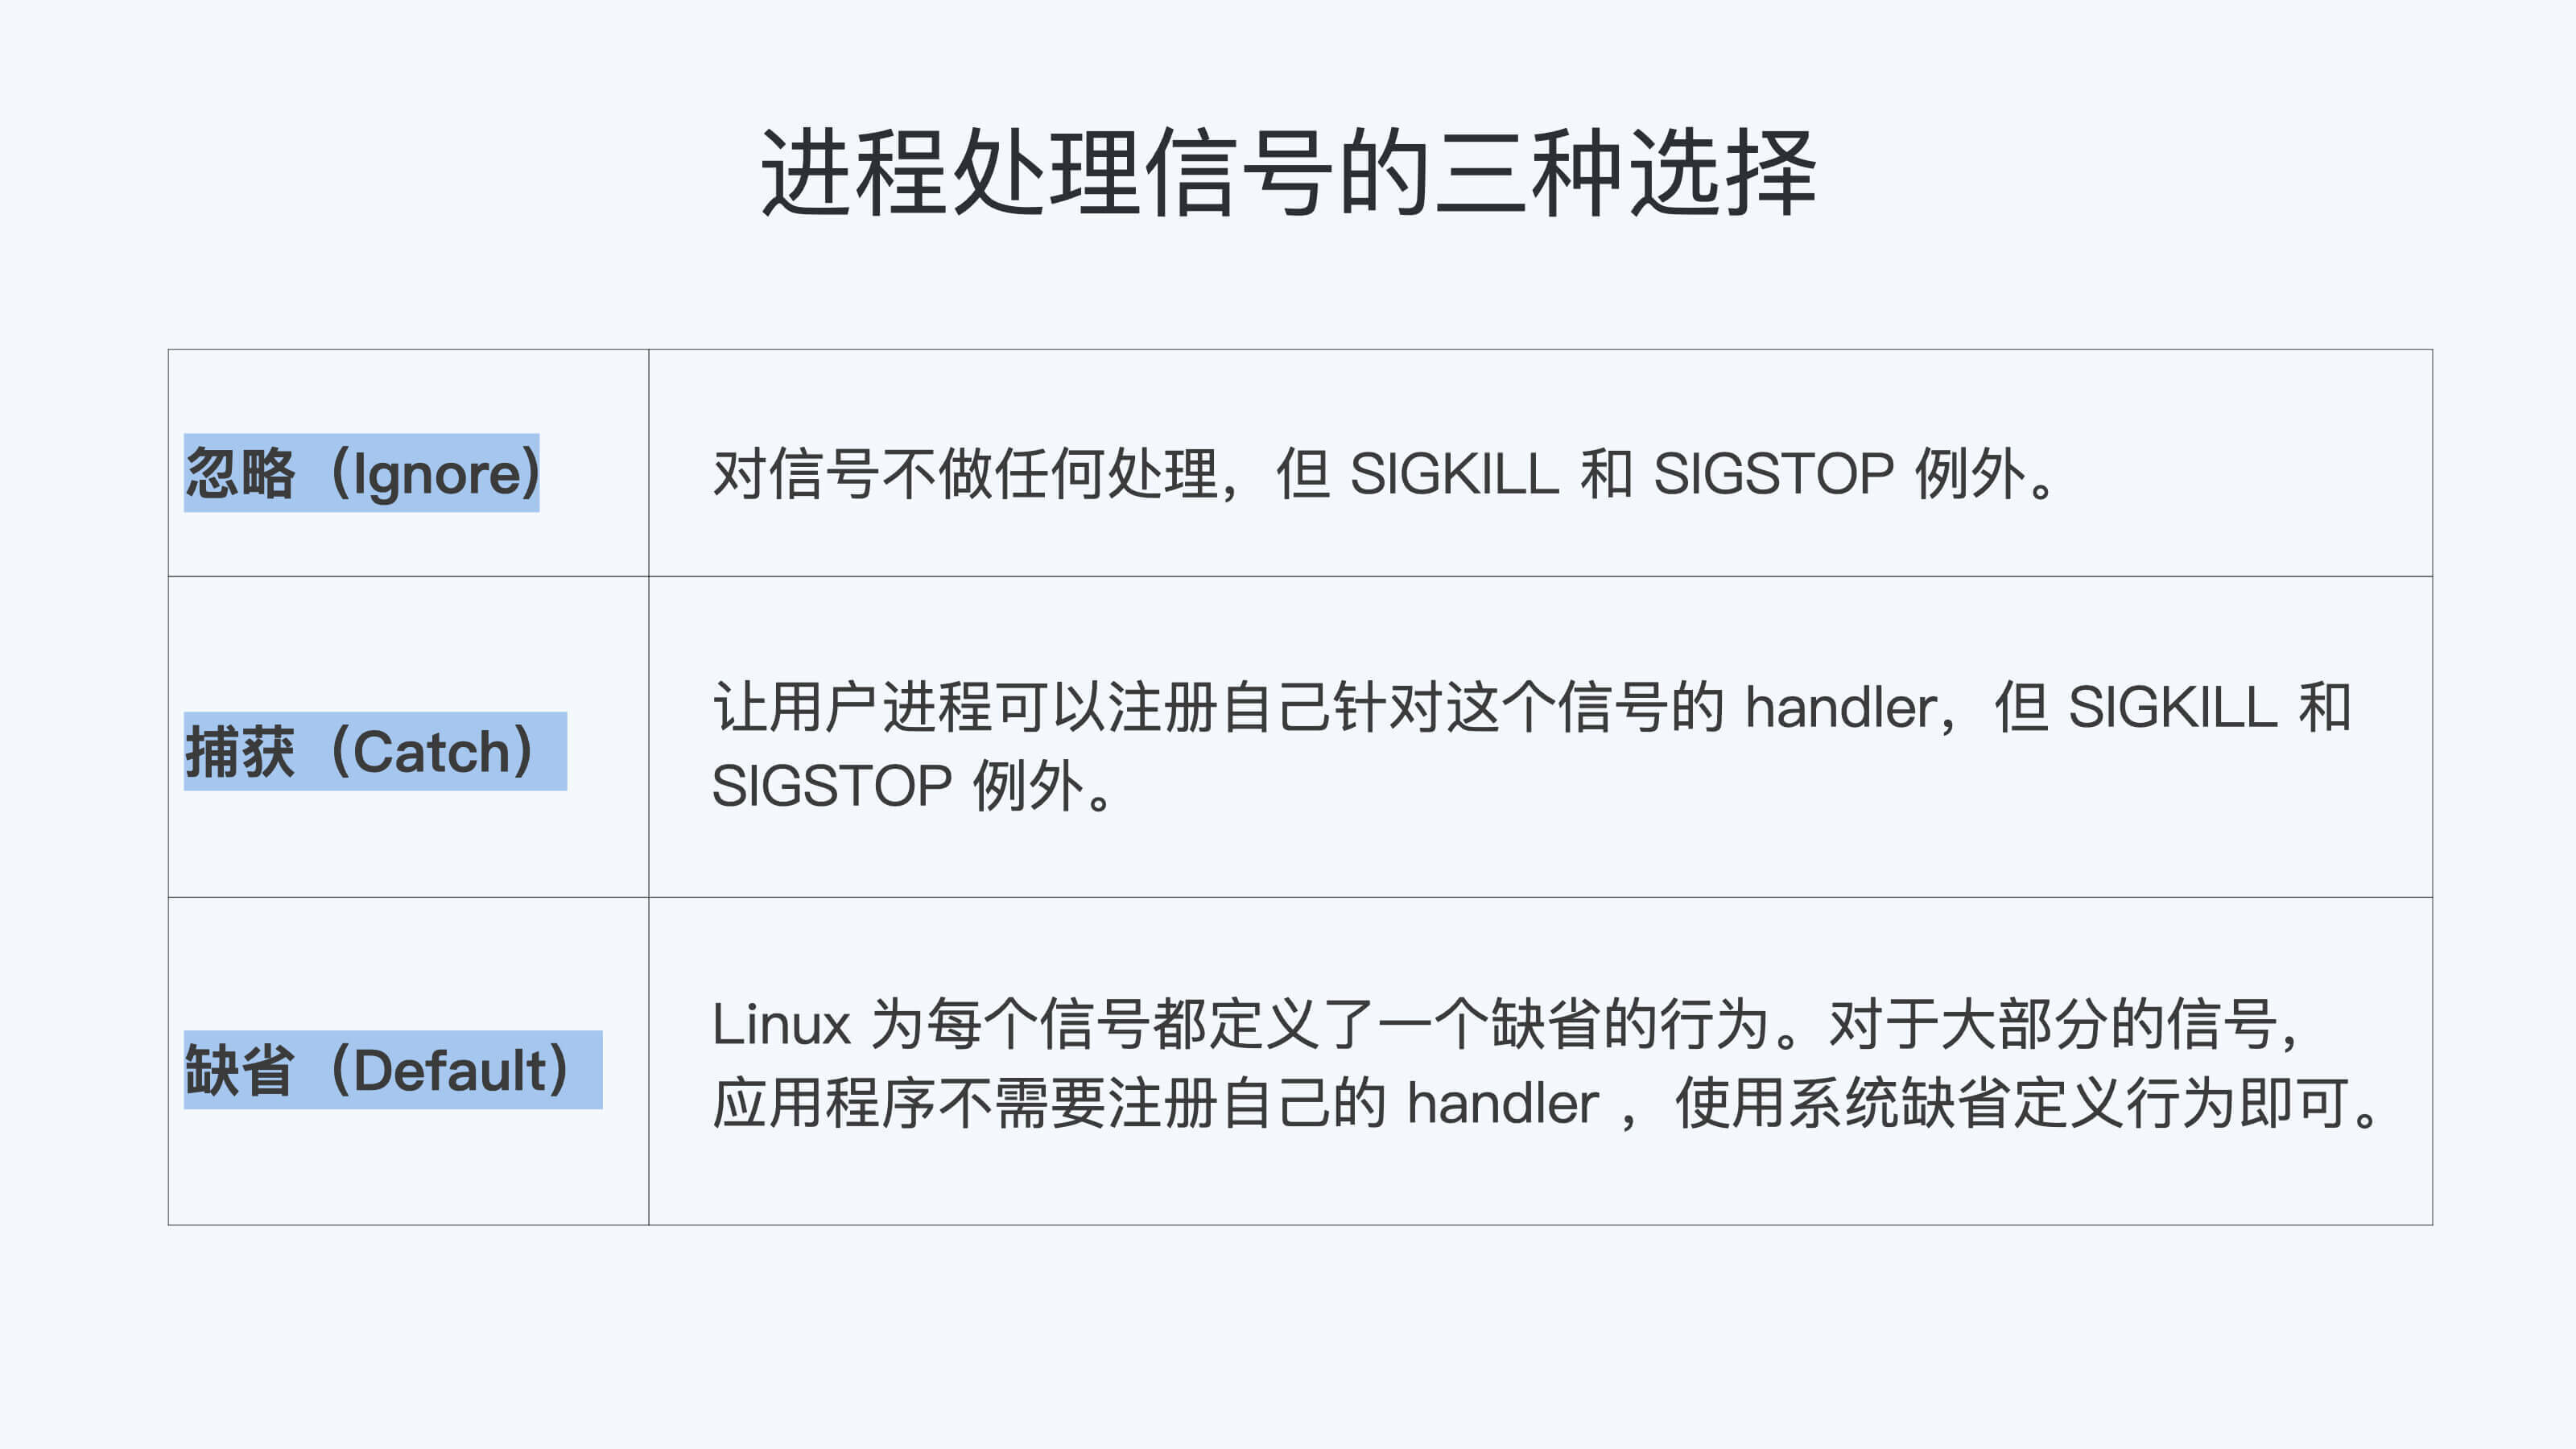 进程处理信号的三种选择
忽略（Ignore)
对信号不做任何处理，但 SIGKILL 和 SIGSTOP 例外。
捕获（Catch）
让用户进程可以注册自己针对这个信号的 handler，但 SIGKILL 和
SIGSTOP 例外。
缺省（Default）
Linux 为每个信号都定义了一个缺省的行为。对于大部分的信号，
应用程序不需要注册自己的 handler ，使用系统缺省定义行为即可。